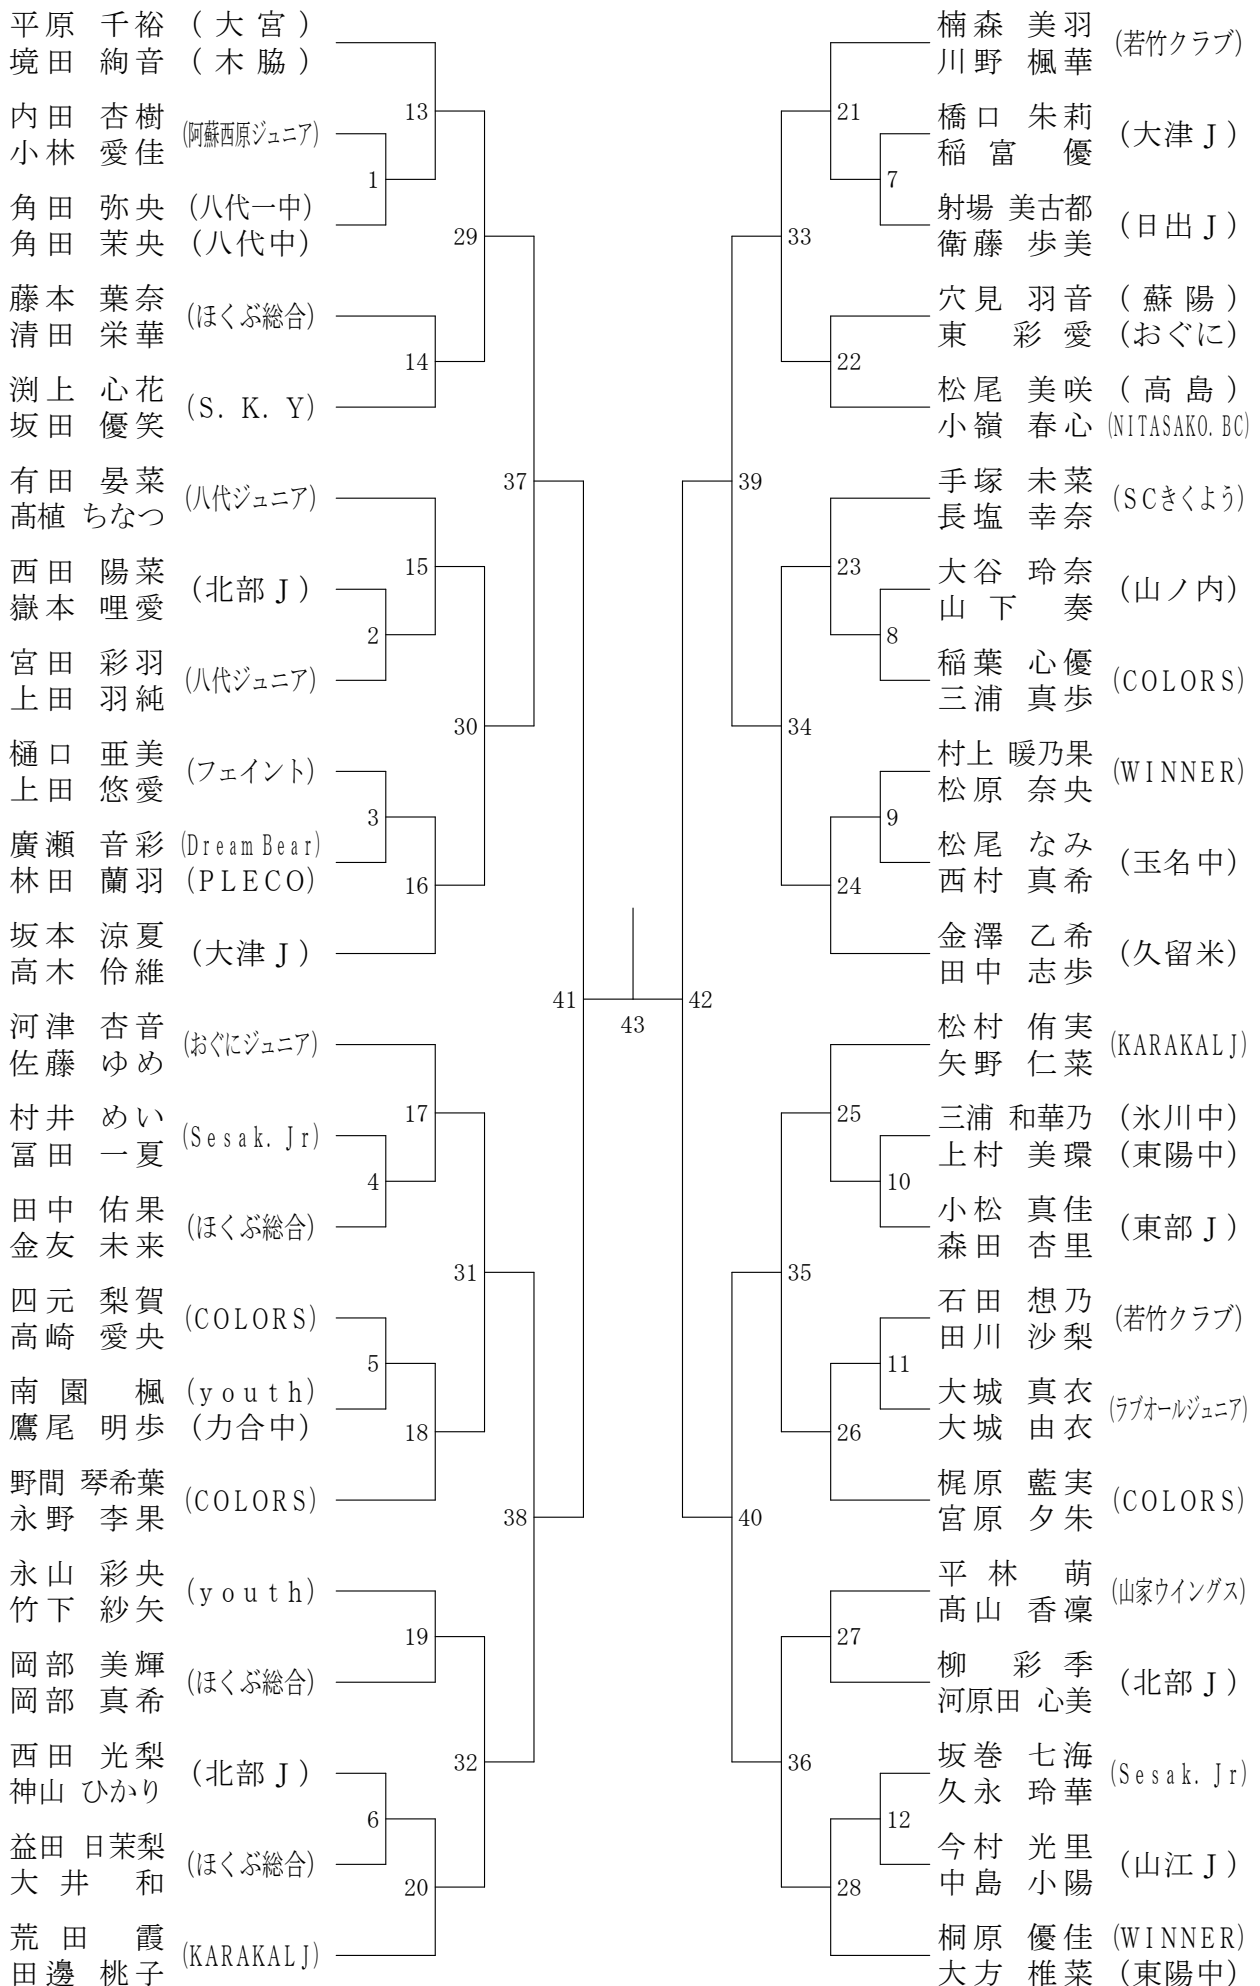 平原 千裕 (大宮)
境田 絢音 (木脇)
内田 杏樹 (阿蘇西原ジュニア)
小林 愛佳
角田 弥央 (八代一中)
角田 茉央 (八代中)
藤本 葉奈 (ほくぶ総合)
清田 栄華
渕上 心花 (S.K.Y)
坂田 優笑
有田 晏菜 (八代ジュニア)
髙植 ちなつ
西田 陽菜 (北部J)
嶽本 哩愛
宮田 彩羽 (八代ジュニア)
上田 羽純
樋口 亜美 (フェイント)
上田 悠愛
廣瀬 音彩 (Dream Bear)
林田 蘭羽 (PLECO)
坂本 涼夏 (大津J)
高木 伶維
河津 杏音 (おぐにジュニア)
佐藤 ゆめ
村井 めい (Sesak.Jr)
冨田 一夏
田中 佑果 (ほくぶ総合)
金友 未来
四元 梨賀 (COLORS)
高崎 愛央
南園 楓 (youth)
鷹尾 明歩 (力合中)
野間 琴希葉 (COLORS)
永野 李果
永山 彩央 (youth)
竹下 紗矢
岡部 美輝 (ほくぶ総合)
岡部 真希
西田 光梨 (北部J)
神山 ひかり
益田 日茉梨 (ほくぶ総合)
大井 和
荒田 霞 (KARAKAL J)
田邊 桃子
1
2
3
4
5
6
13
14
15
16
17
18
19
20
29
30
31
32
37
38
41
43
42
39
40
33
34
35
36
21
22
23
24
25
26
27
28
7
8
9
10
11
12
楠森 美羽 (若竹クラブ)
川野 楓華
橋口 朱莉 (大津J)
稲富 優
射場 美古都 (日出J)
衛藤 歩美
穴見 羽音 (蘇陽)
東 彩愛 (おぐに)
松尾 美咲 (高島)
小嶺 春心 (NITASAKO.BC)
手塚 未菜 (SCきくよう)
長塩 幸奈
大谷 玲奈 (山ノ内)
山下 奏
稲葉 心優 (COLORS)
三浦 真歩
村上 暖乃果 (WINNER)
松原 奈央
松尾 なみ (玉名中)
西村 真希
金澤 乙希 (久留米)
田中 志歩
松村 侑実 (KARAKAL J)
矢野 仁菜
三浦 和華乃 (氷川中)
上村 美環 (東陽中)
小松 真佳 (東部J)
森田 杏里
石田 想乃 (若竹クラブ)
田川 沙梨
大城 真衣 (ラブオールジュニア)
大城 由衣
梶原 藍実 (COLORS)
宮原 夕朱
平林 萌 (山家ウイングス)
髙山 香凜
柳 彩季 (北部J)
河原田 心美
坂巻 七海 (Sesak.Jr)
久永 玲華
今村 光里 (山江J)
中島 小陽
桐原 優佳 (WINNER)
大方 椎菜 (東陽中)